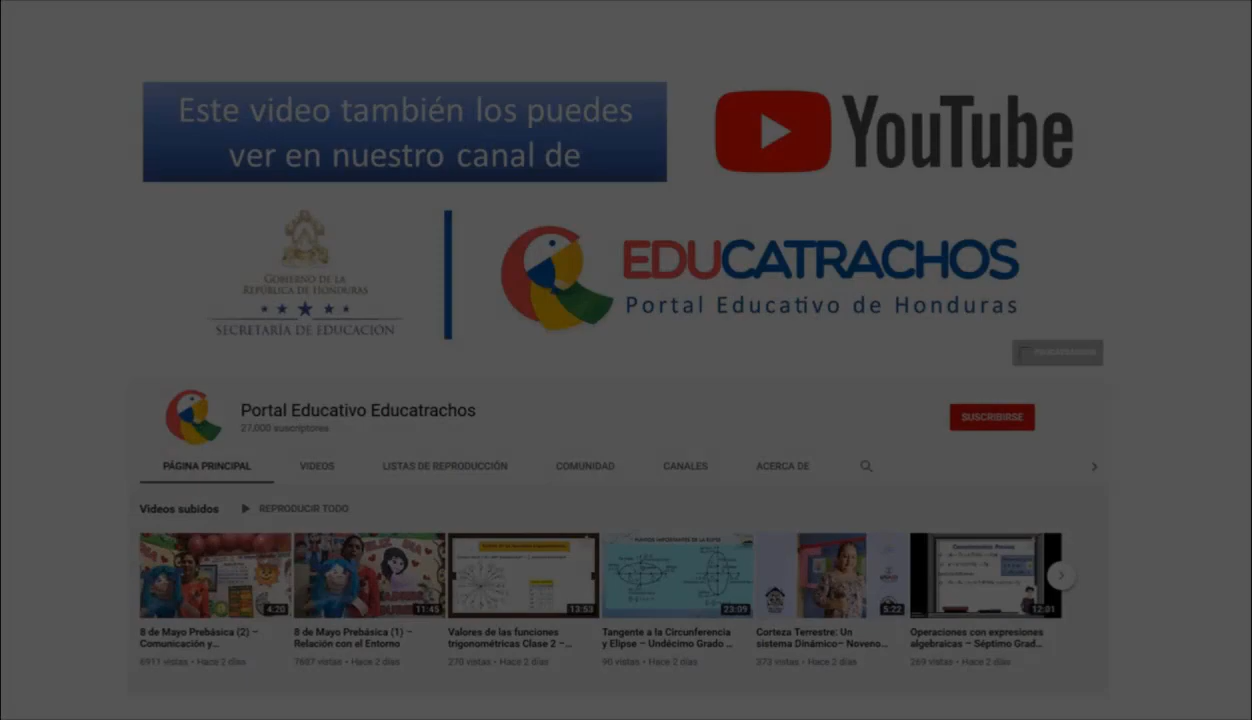 Este video también los puedes
ver en nuestro canal de
YouTube
GOBIERNO DE LA
REPÚBLICA DE HONDURAS
SECRETARÍA DE EDUCACIÓN
EDUCATRACHOS
Portal Educativo de Honduras
Portal Educativo Educatrachos
27,000 suscriptores
SUSCRIBIRSE
PÁGINA PRINCIPAL VIDEOS LISTAS DE REPRODUCCIÓN COMUNIDAD CANALES ACERCA DE
Videos subidos REPRODUCIR TODO
4:20
11:45
13:53
23:09
5:22
12:01
8 de Mayo Prebásica (2) –
Comunicación y...
6911 vistas • Hace 2 días
8 de Mayo Prebásica (1) –
Relación con el Entorno
7687 vistas • Hace 2 días
Valores de las funciones
trigonométricas Clase 2 –...
270 vistas • Hace 2 días
Tangente a la Circunferencia
y Elipse – Undécimo Grado ...
90 vistas • Hace 2 días
Corteza Terrestre: Un
sistema Dinámico– Noveno...
373 vistas • Hace 2 días
Operaciones con expresiones
algebraicas – Séptimo Grad...
269 vistas • Hace 2 días